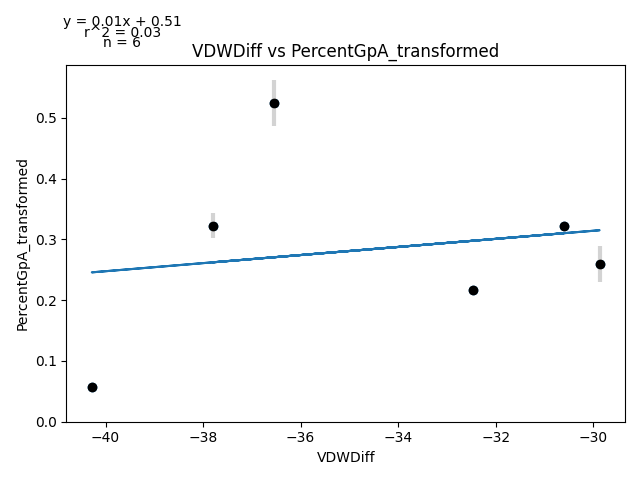 y = 0.01x + 0.51
r^2 = 0.03
n = 6
VDWDiff vs PercentGpA_transformed
PercentGpA_transformed
0.5
0.4
0.3
0.2
0.1
0.0
−40
−38
−36
−34
−32
−30
VDWDiff